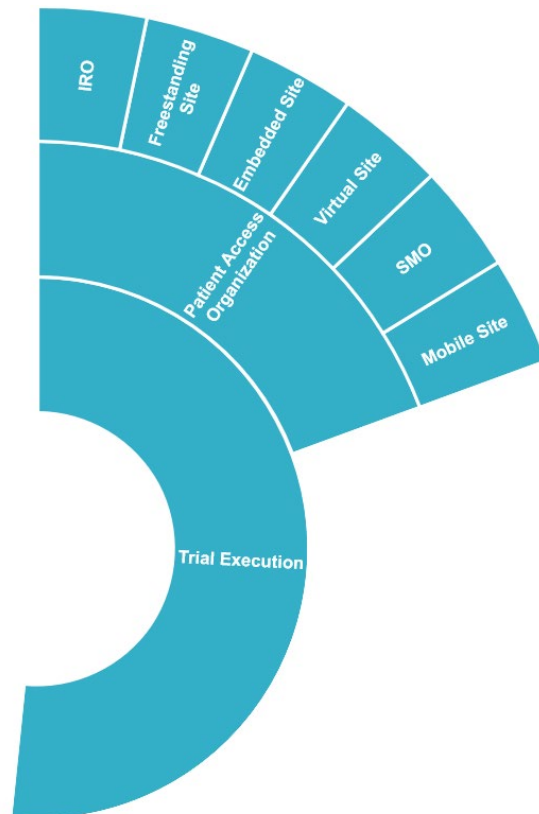 IRO
Freestanding
Site
Embedded Site
Virtual Site
SMO
Mobile Site
Patient Access
Organization
Trial Execution